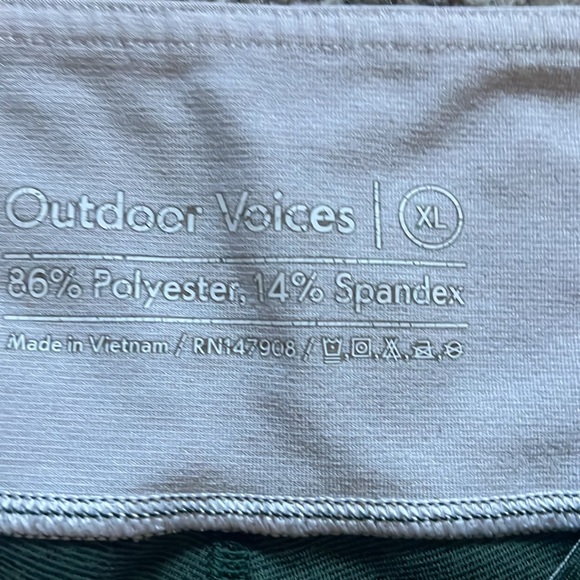 Outdoor Voices | XL
86% Polyester, 14% Spandex
Made in Vietnam / RN147908 /